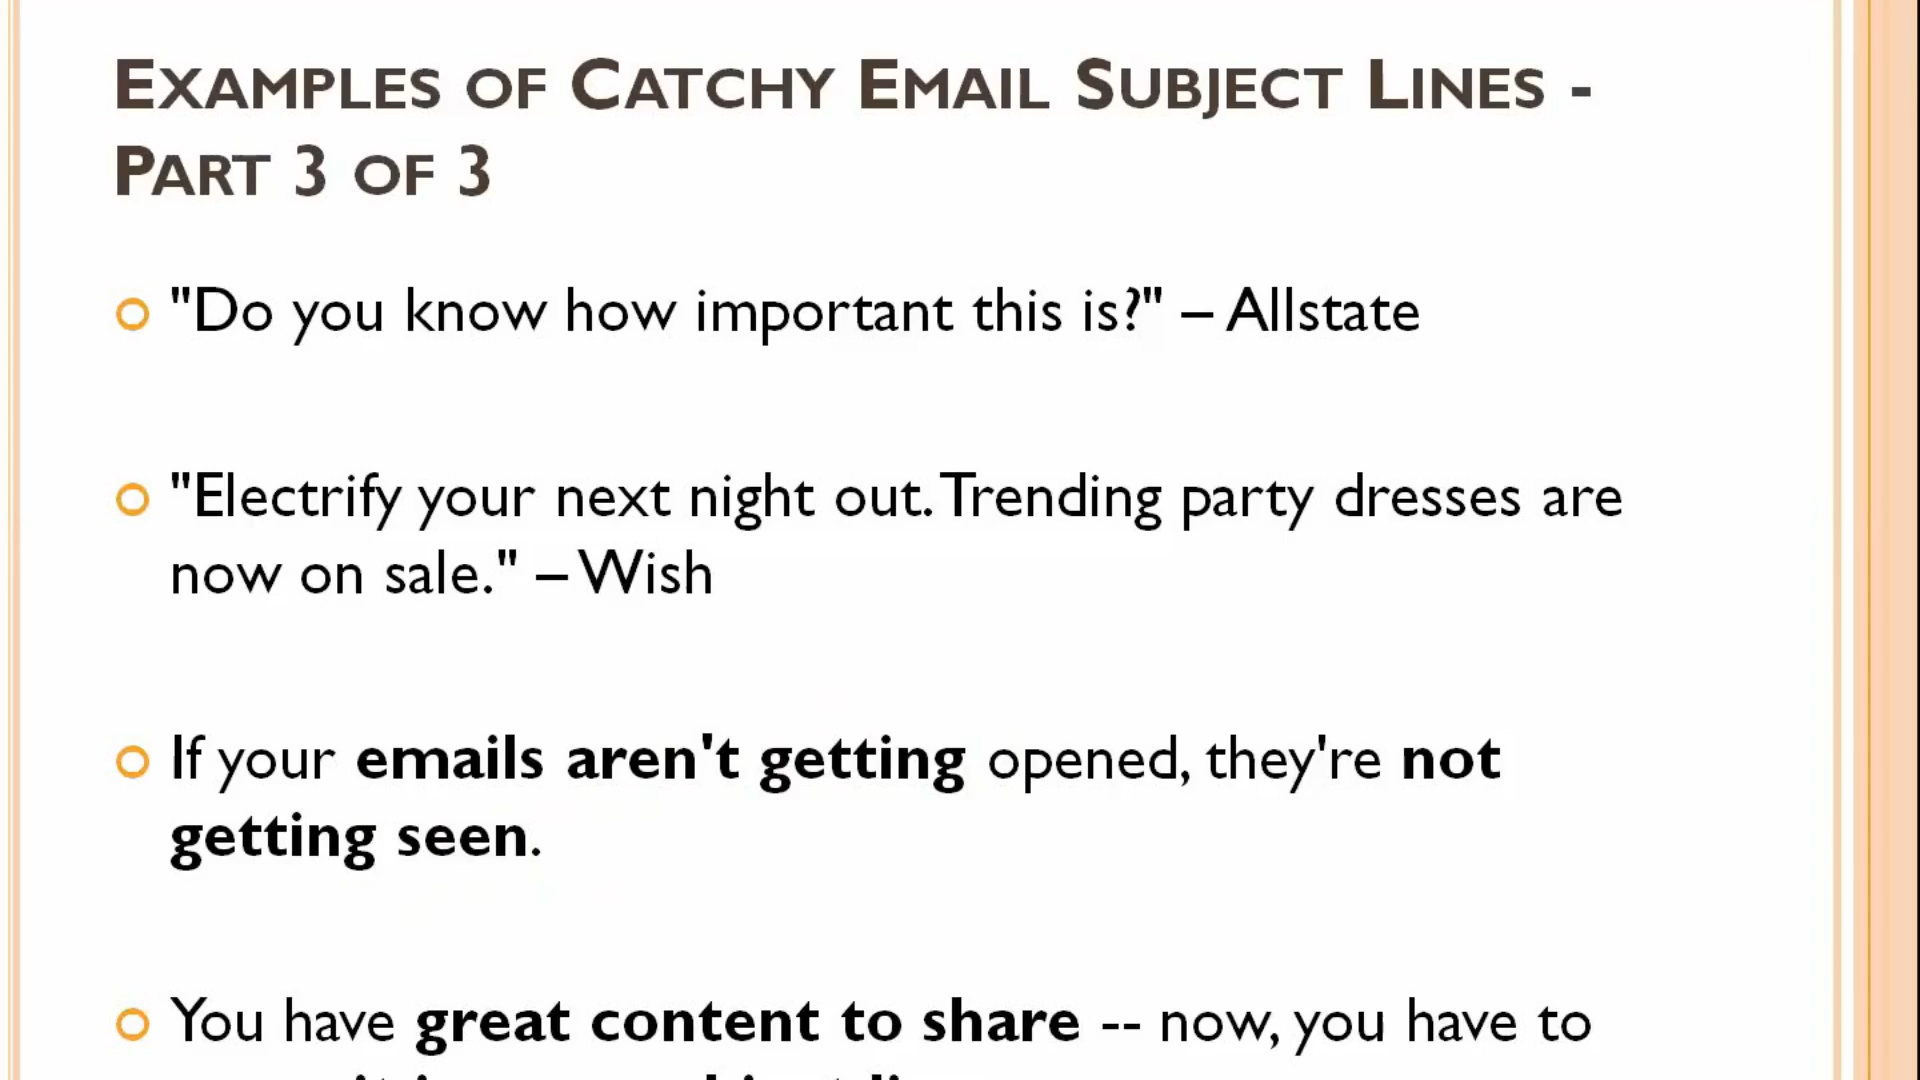 EXAMPLES OF CATCHY EMAIL SUBJECT LINES -
PART 3 OF 3
"Do you know how important this is?" – Allstate
"Electrify your next night out. Trending party dresses are
now on sale." – Wish
If your emails aren't getting opened, they're not
getting seen.
You have great content to share -- now, you have to